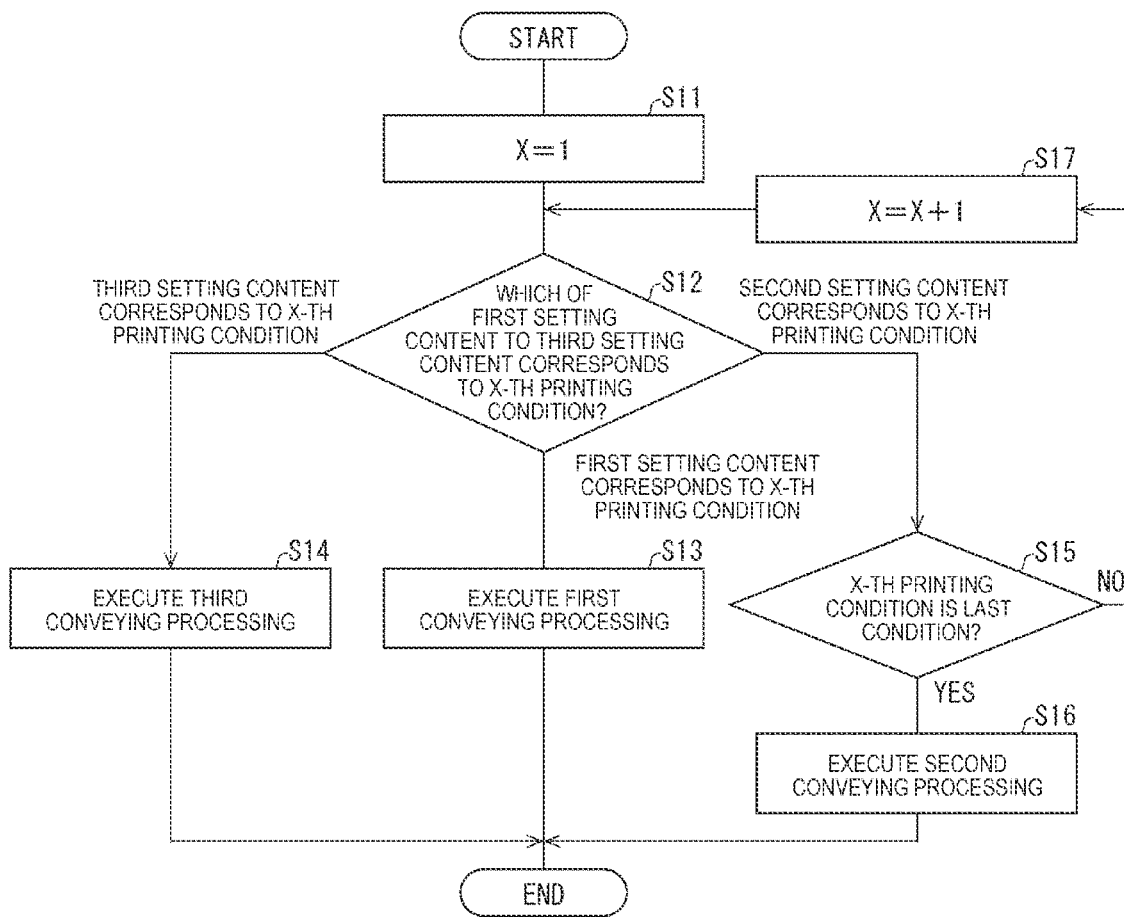 START
S11
X=1
S17
X=X+1
S12
WHICH OF
FIRST SETTING
CONTENT TO THIRD SETTING
CONTENT CORRESPONDS
TO X-TH PRINTING
CONDITION?
THIRD SETTING CONTENT
CORRESPONDS TO X-TH
PRINTING CONDITION
SECOND SETTING CONTENT
CORRESPONDS TO X-TH
PRINTING CONDITION
FIRST SETTING CONTENT
CORRESPONDS TO X-TH
PRINTING CONDITION
S14
EXECUTE THIRD
CONVEYING PROCESSING
S13
EXECUTE FIRST
CONVEYING PROCESSING
S15
X-TH PRINTING
CONDITION IS LAST
CONDITION?
NO
YES
S16
EXECUTE SECOND
CONVEYING PROCESSING
END